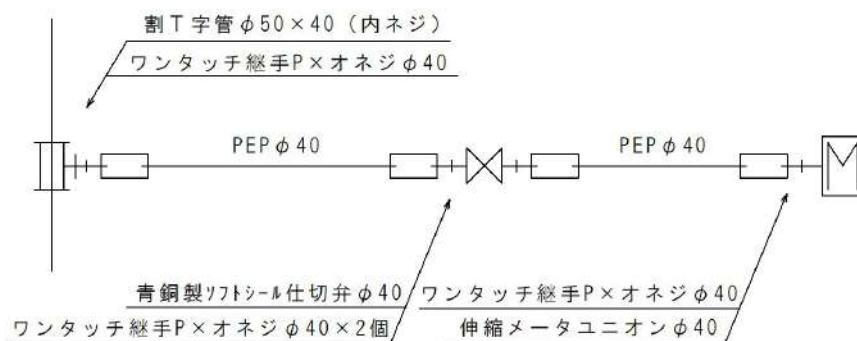 割T字管φ50×40（内ネジ）
ワンタッチ継手P×オネジφ40
PEPφ40
PEPφ40
M
青銅製ソフトシール仕切弁φ40
ワンタッチ継手P×オネジφ40×2個
ワンタッチ継手P×オネジφ40
伸縮メータユニオンφ40